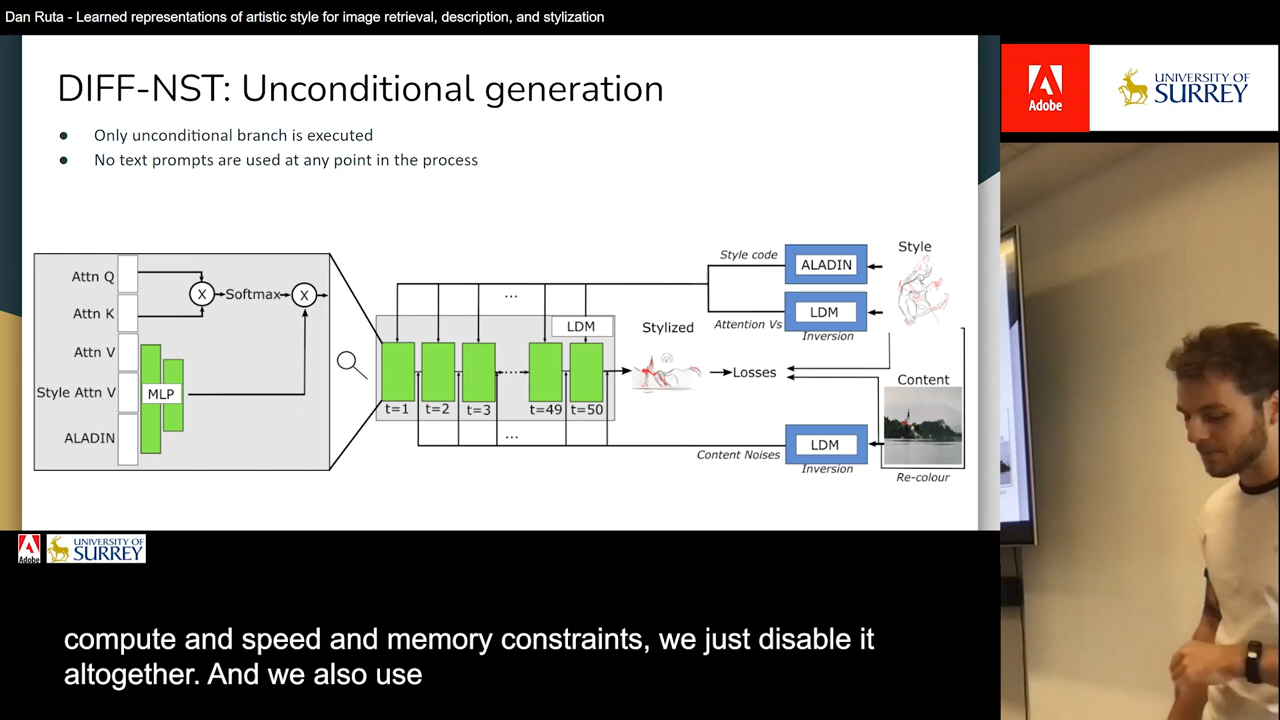 Dan Ruta - Learned representations of artistic style for image retrieval, description, and stylization
DIFF-NST: Unconditional generation
Only unconditional branch is executed
No text prompts are used at any point in the process
Attn Q
Attn K
Attn V
Style Attn V
ALADIN
X
Softmax
X
MLP
LDM
t=1
t=2
t=3
...
t=49
t=50
...
...
Style code
ALADIN
Attention Vs
LDM
Inversion
Style
Stylized
Losses
Content
Content Noises
LDM
Inversion
Re-colour
Adobe
UNIVERSITY OF
SURREY
Adobe
UNIVERSITY OF
SURREY
compute and speed and memory constraints, we just disable it
altogether. And we also use